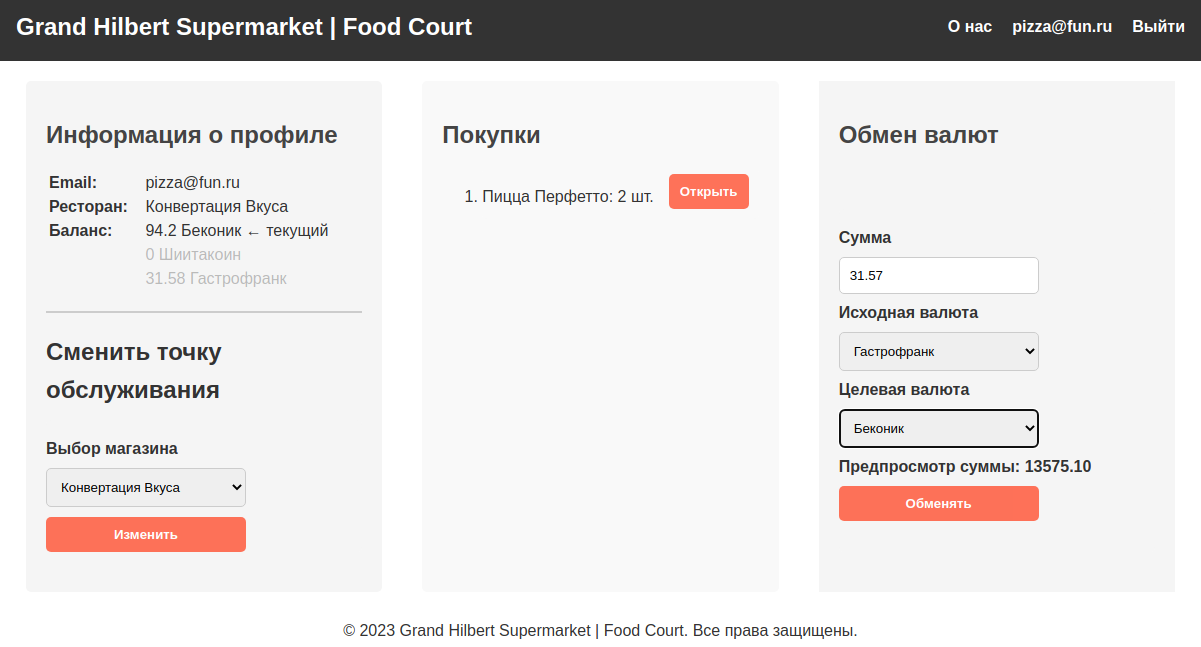 Grand Hilbert Supermarket | Food Court
О нас
pizza@fun.ru
Выйти
Информация о профиле
Email: pizza@fun.ru
Ресторан: Конвертация Вкуса
Баланс: 94.2 Беконик ← текущий
0 Шиитакоин
31.58 Гастрофранк
Сменить точку
обслуживания
Выбор магазина
Конвертация Вкуса
Изменить
Покупки
1. Пицца Перфетто: 2 шт.
Открыть
Обмен валют
Сумма
31.57
Исходная валюта
Гастрофранк
Целевая валюта
Беконик
Предпросмотр суммы: 13575.10
Обменять
© 2023 Grand Hilbert Supermarket | Food Court. Все права защищены.